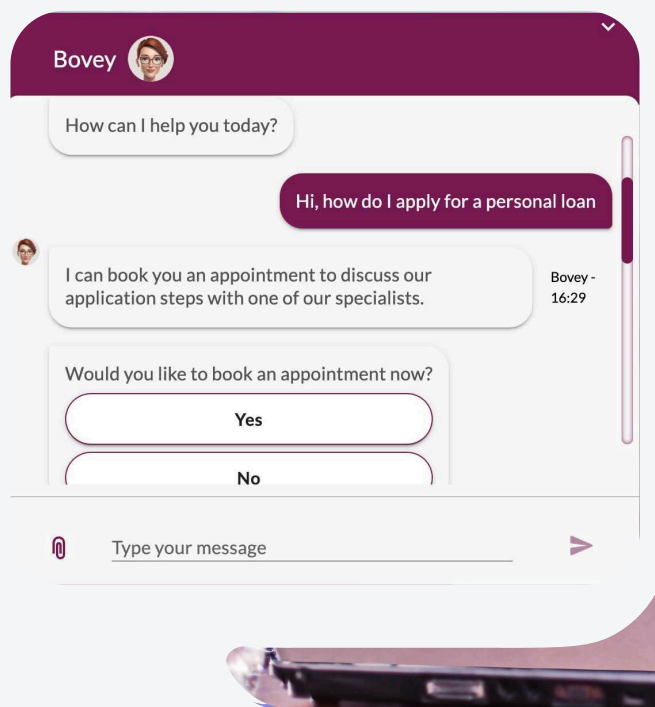 Bovey
How can I help you today?
Hi, how do I apply for a personal loan
I can book you an appointment to discuss our
application steps with one of our specialists.
Bovey -
16:29
Would you like to book an appointment now?
Yes
No
Type your message